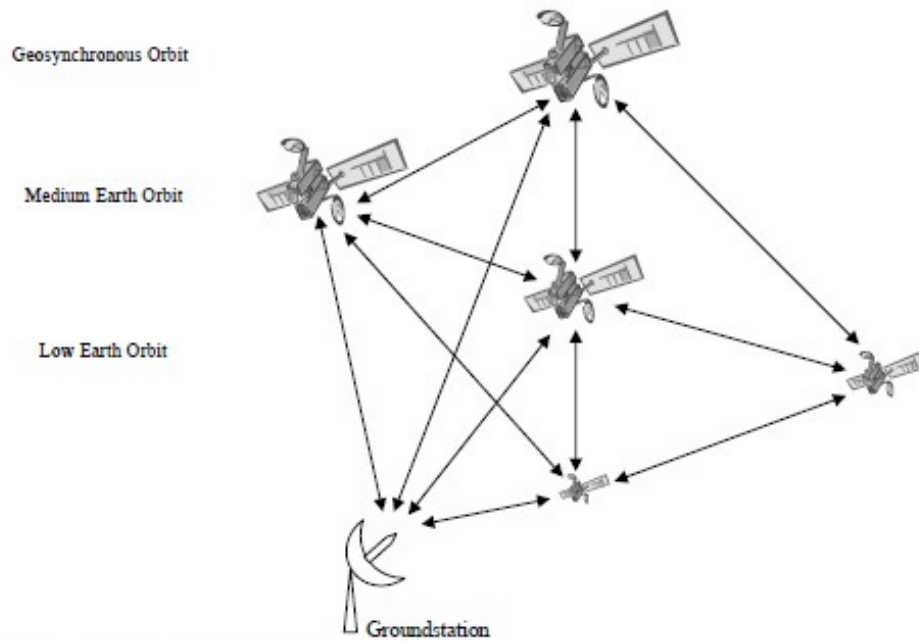 Geosynchronous Orbit
Medium Earth Orbit
Low Earth Orbit
Groundstation